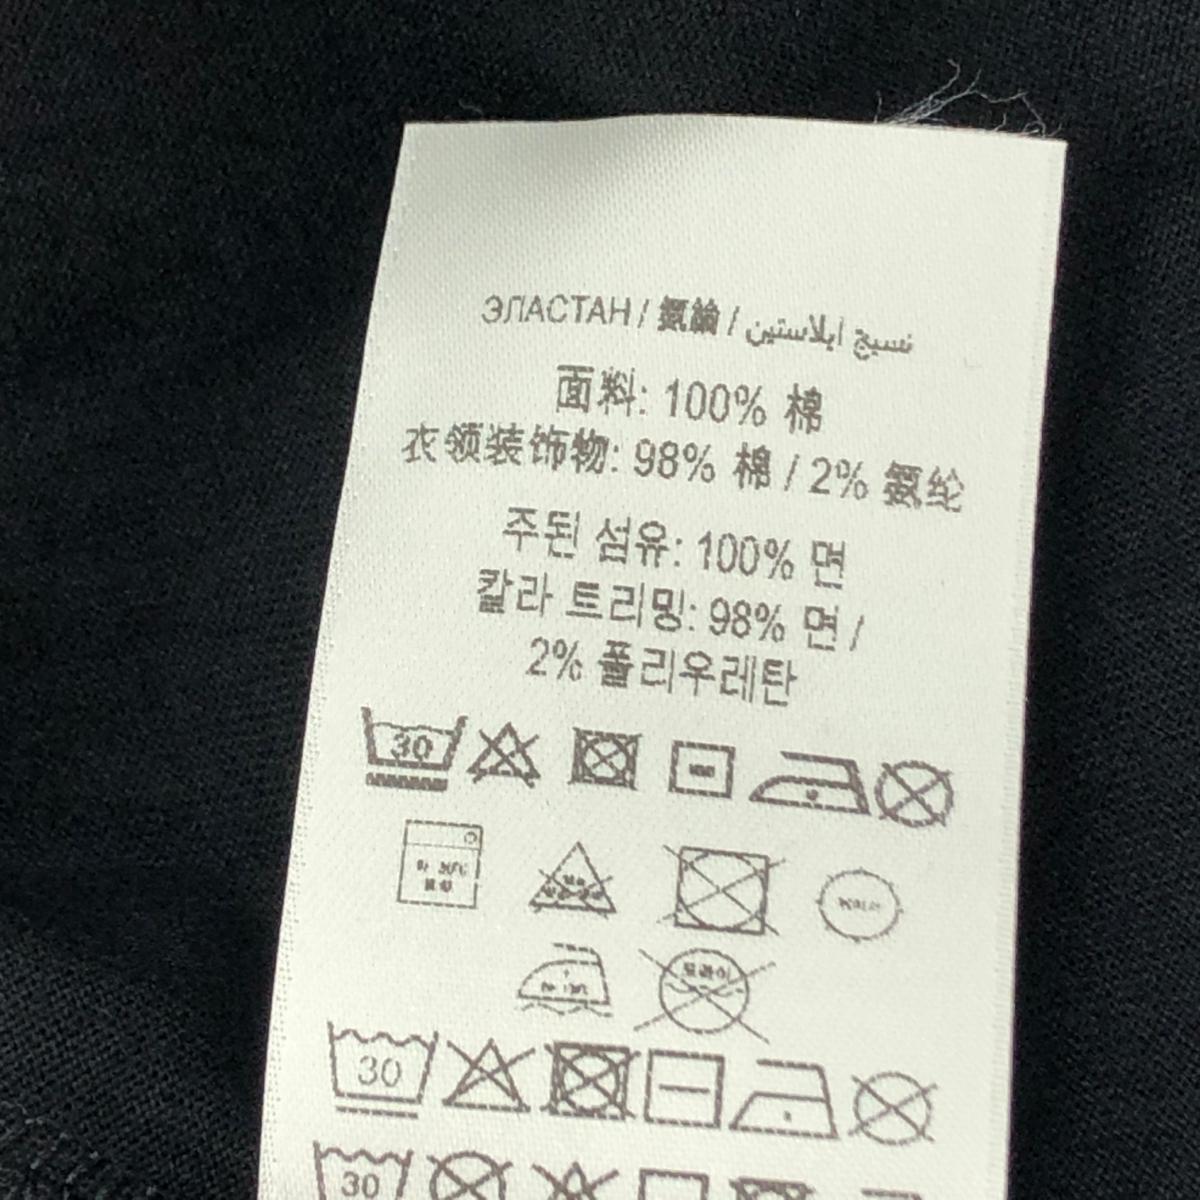 ЭЛАСТАН / 氨綸 / نسيج ايلاستين
面料: 100% 棉
衣领装饰物: 98% 棉 / 2% 氨纶
주된 섬유: 100% 면
칼라 트리밍: 98% 면 /
2% 폴리우레탄
30
30
30